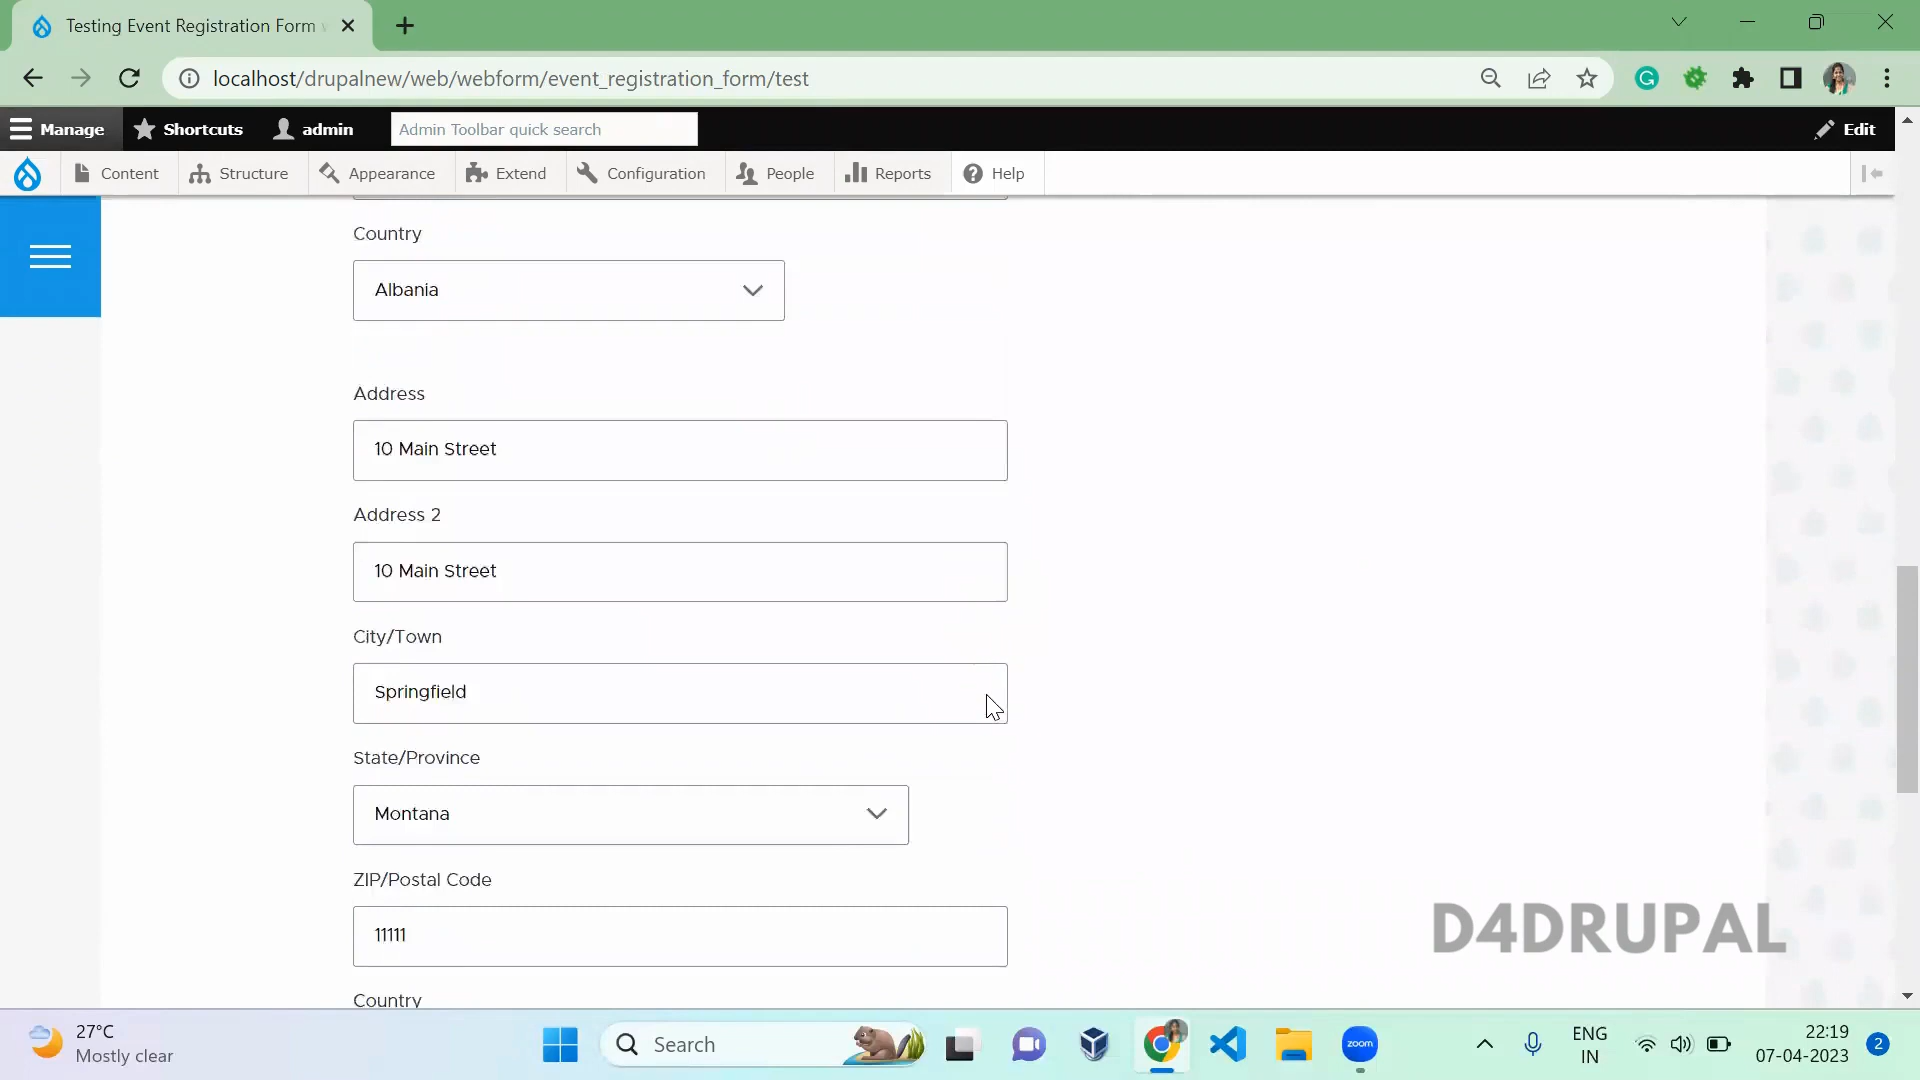 Testing Event Registration Form
localhost/drupalnew/web/webform/event_registration_form/test
Manage Shortcuts admin Admin Toolbar quick search Edit
Content Structure Appearance Extend Configuration People Reports Help
Country
Albania
Address
10 Main Street
Address 2
10 Main Street
City/Town
Springfield
State/Province
Montana
ZIP/Postal Code
11111
D4DRUPAL
Country
27°C
Mostly clear
Search
zoom
ENG
IN
22:19
07-04-2023
2